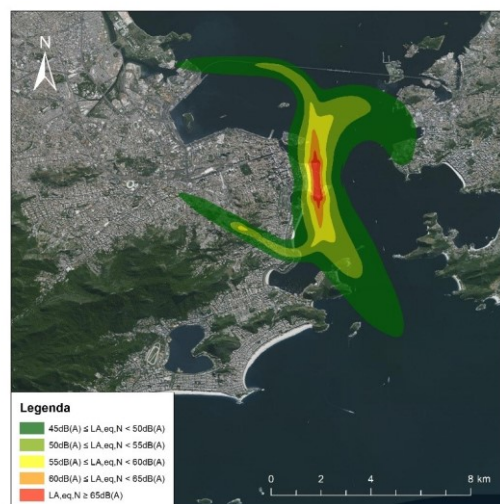 N
Legenda
45dB(A) ≤ LA,eq,N < 50dB(A)
50dB(A) ≤ LA,eq,N < 55dB(A)
55dB(A) ≤ LA,eq,N < 60dB(A)
60dB(A) ≤ LA,eq,N < 65dB(A)
LA,eq,N ≥ 65dB(A)
0 2 4 8 km